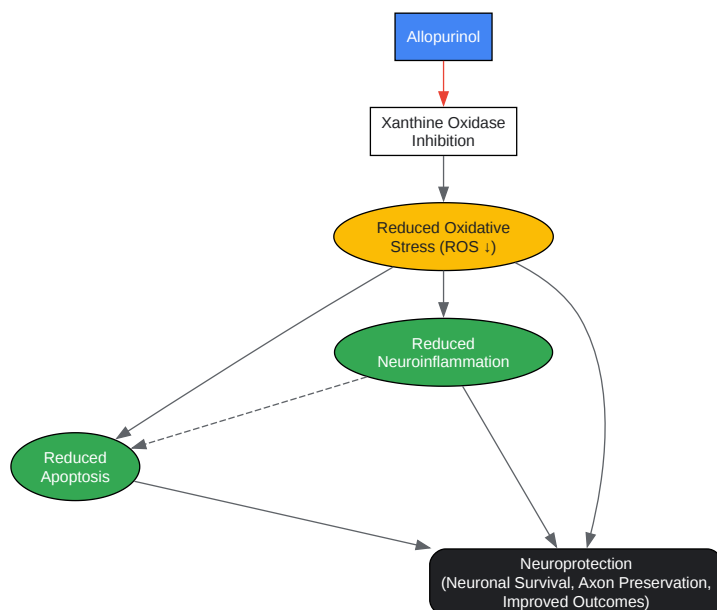 Allopurinol
Xanthine Oxidase
Inhibition
Reduced Oxidative
Stress (ROS ↓)
Reduced
Neuroinflammation
Reduced
Apoptosis
Neuroprotection
(Neuronal Survival, Axon Preservation,
Improved Outcomes)